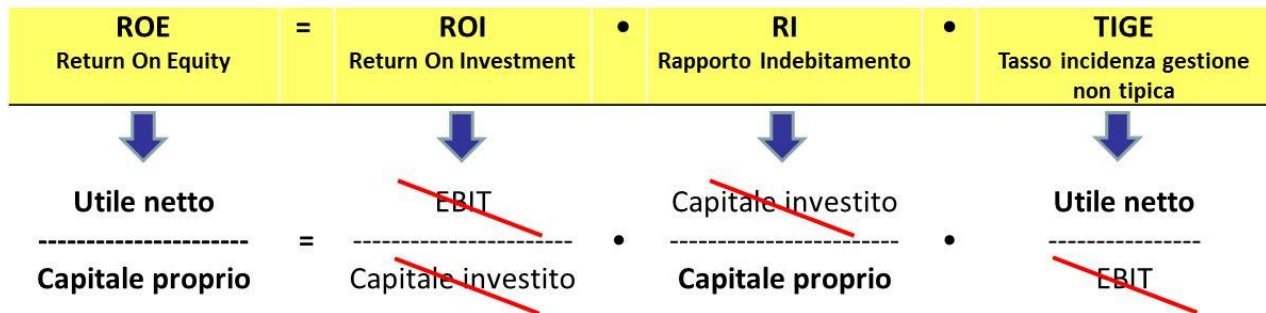 ROE = ROI • RI • TIGE
Return On Equity Return On Investment Rapporto Indebitamento Tasso incidenza gestione
non tipica
Utile netto EBIT Capitale investito Utile netto
---------------------- = ----------------------- • ------------------------ • ----------------
Capitale proprio Capitale investito Capitale proprio EBIT